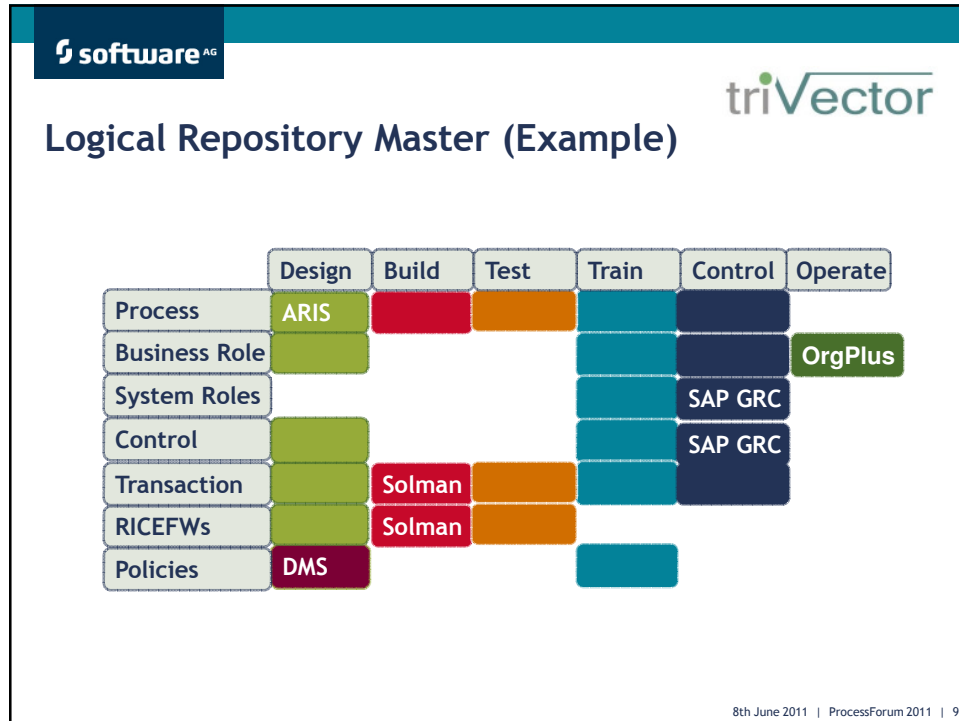 software AG
triVector
Logical Repository Master (Example)
Design Build Test Train Control Operate
Process ARIS
Business Role OrgPlus
System Roles SAP GRC
Control SAP GRC
Transaction Solman
RICEFWs Solman
Policies DMS
8th June 2011 | ProcessForum 2011 | 9